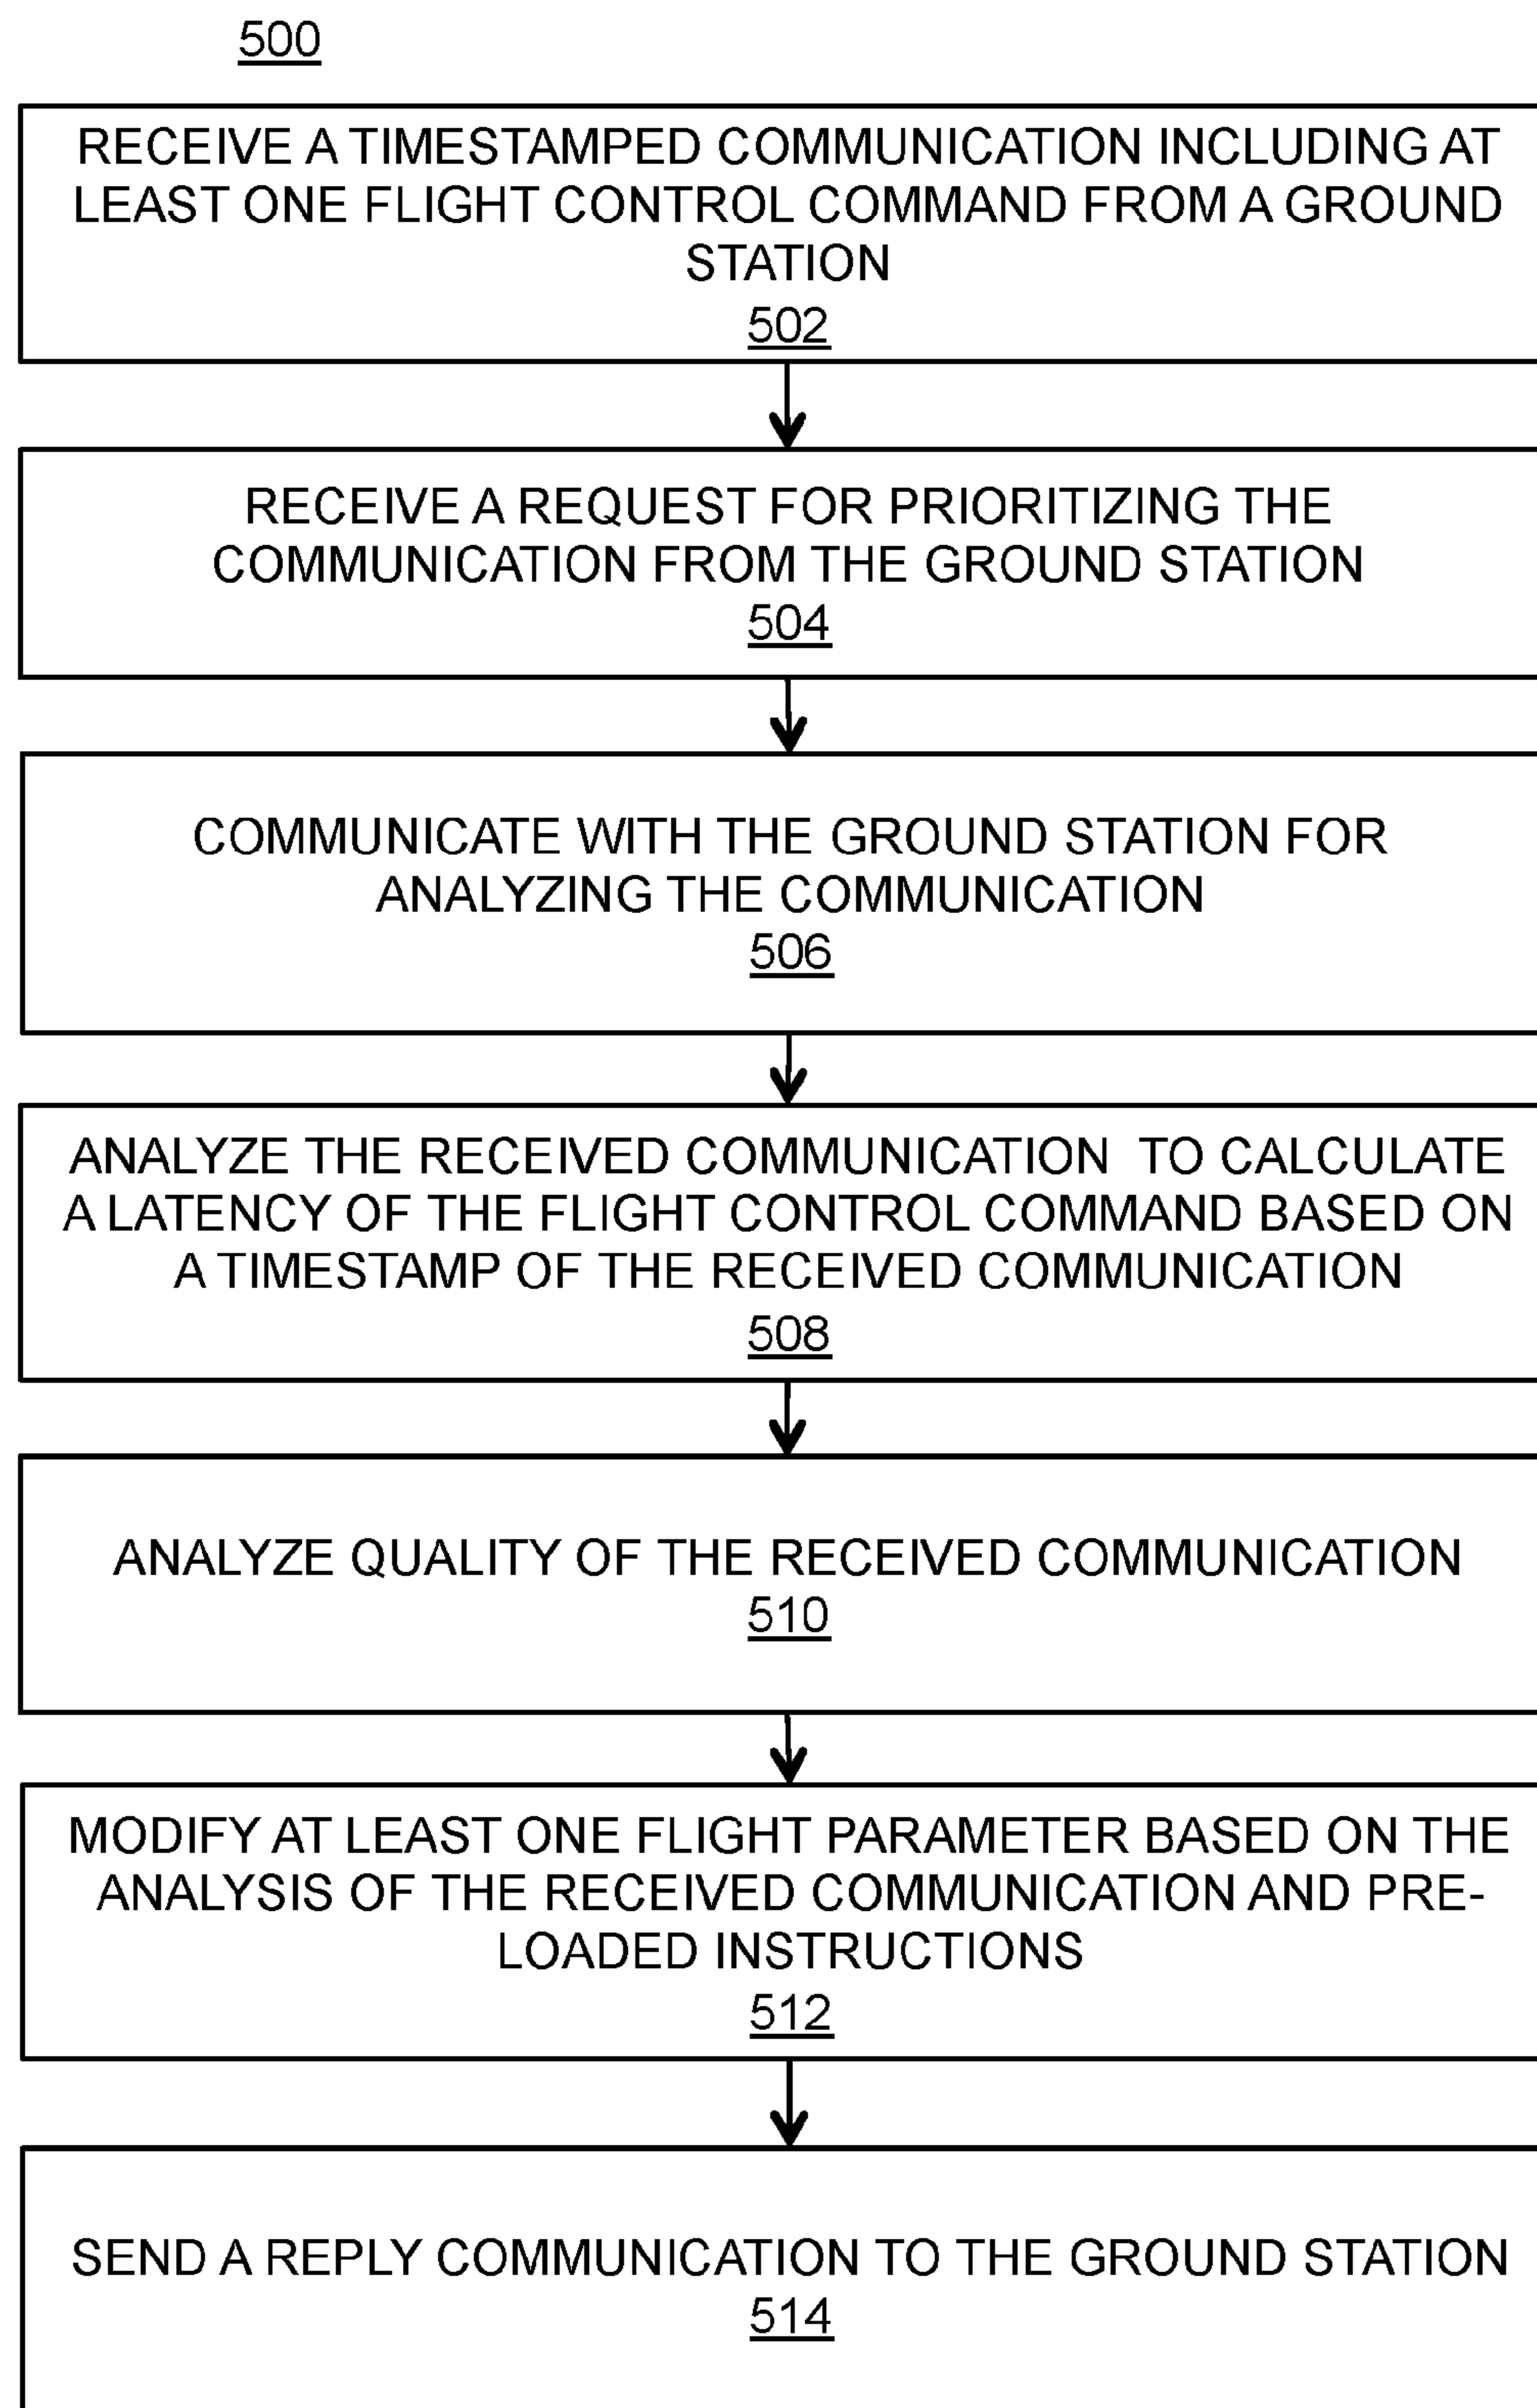 500
RECEIVE A TIMESTAMPED COMMUNICATION INCLUDING AT
LEAST ONE FLIGHT CONTROL COMMAND FROM A GROUND
STATION
502
RECEIVE A REQUEST FOR PRIORITIZING THE
COMMUNICATION FROM THE GROUND STATION
504
COMMUNICATE WITH THE GROUND STATION FOR
ANALYZING THE COMMUNICATION
506
ANALYZE THE RECEIVED COMMUNICATION TO CALCULATE
A LATENCY OF THE FLIGHT CONTROL COMMAND BASED ON
A TIMESTAMP OF THE RECEIVED COMMUNICATION
508
ANALYZE QUALITY OF THE RECEIVED COMMUNICATION
510
MODIFY AT LEAST ONE FLIGHT PARAMETER BASED ON THE
ANALYSIS OF THE RECEIVED COMMUNICATION AND PRE-
LOADED INSTRUCTIONS
512
SEND A REPLY COMMUNICATION TO THE GROUND STATION
514